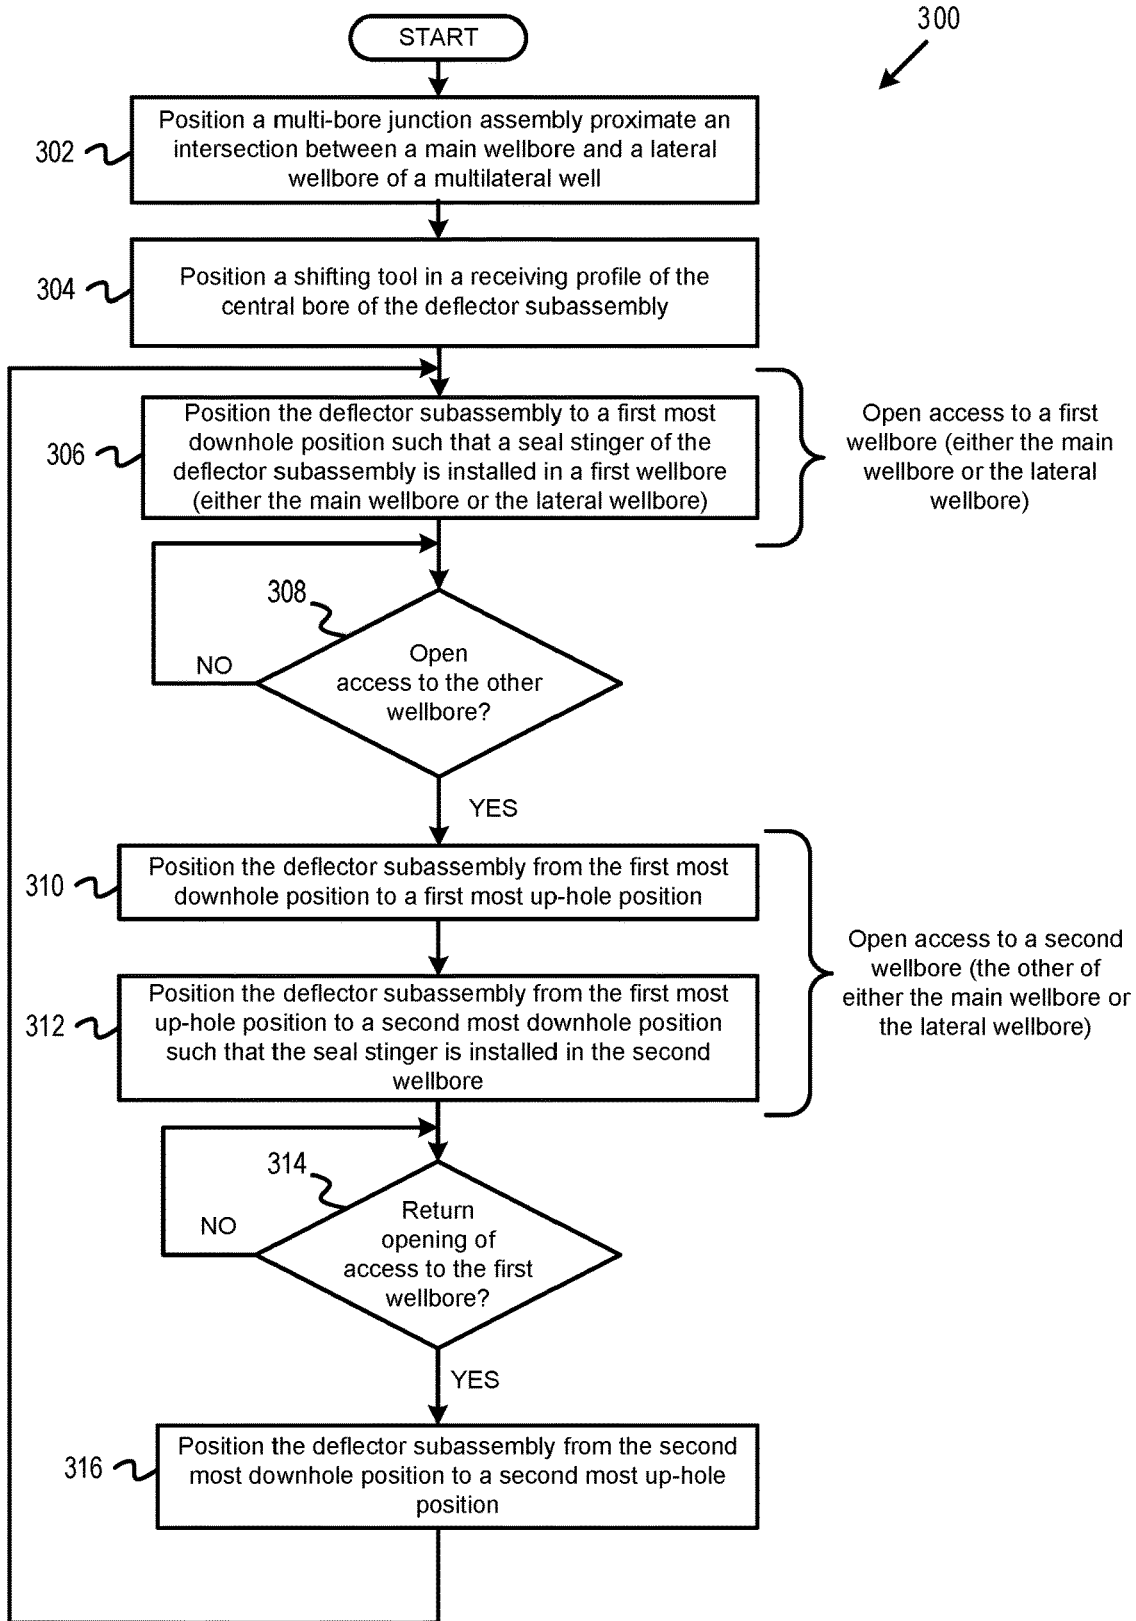 300
START
302
Position a multi-bore junction assembly proximate an
intersection between a main wellbore and a lateral
wellbore of a multilateral well
304
Position a shifting tool in a receiving profile of the
central bore of the deflector subassembly
306
Position the deflector subassembly to a first most
downhole position such that a seal stinger of the
deflector subassembly is installed in a first wellbore
(either the main wellbore or the lateral wellbore)
Open access to a first
wellbore (either the main
wellbore or the lateral
wellbore)
308
Open
access to the other
wellbore?
NO
YES
310
Position the deflector subassembly from the first most
downhole position to a first most up-hole position
312
Position the deflector subassembly from the first most
up-hole position to a second most downhole position
such that the seal stinger is installed in the second
wellbore
Open access to a second
wellbore (the other of
either the main wellbore or
the lateral wellbore)
314
Return
opening of
access to the first
wellbore?
NO
YES
316
Position the deflector subassembly from the second
most downhole position to a second most up-hole
position